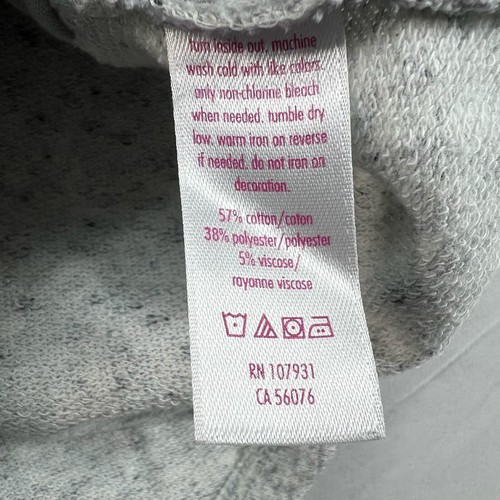 turn inside out, machine
wash cold with like colors.
only non-chlorine bleach
when needed. tumble dry
low. warm iron on reverse
if needed. do not iron on
decoration.
57% cotton/coton
38% polyester/polyester
5% viscose/
rayonne viscose
RN 107931
CA 56076